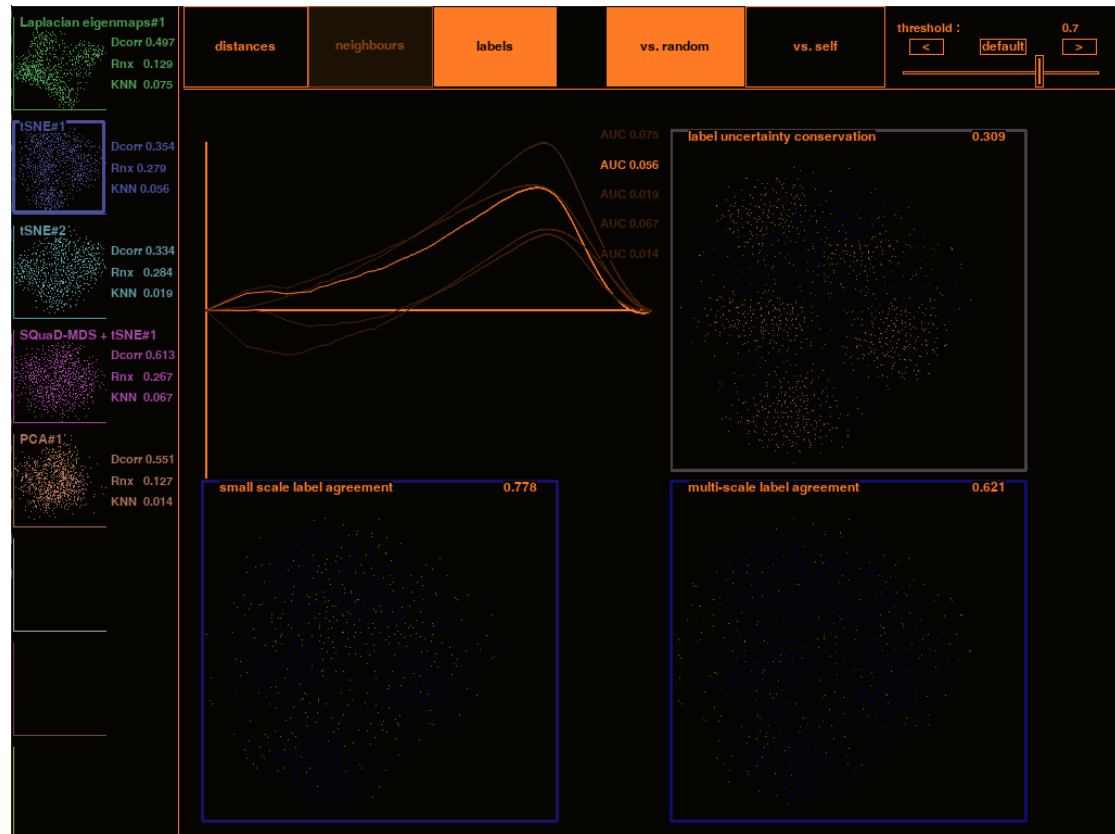 Laplacian eigenmaps#1
Dcorr 0.497
Rnx 0.129
KNN 0.075
tSNE#1
Dcorr 0.354
Rnx 0.279
KNN 0.056
tSNE#2
Dcorr 0.334
Rnx 0.284
KNN 0.019
SQuaD-MDS + tSNE#1
Dcorr 0.613
Rnx 0.267
KNN 0.067
PCA#1
Dcorr 0.551
Rnx 0.127
KNN 0.014
distances
neighbours
labels
vs. random
vs. self
threshold : 0.7
< default >
AUC 0.075
AUC 0.056
AUC 0.019
AUC 0.067
AUC 0.014
label uncertainty conservation 0.309
small scale label agreement 0.778
multi-scale label agreement 0.621